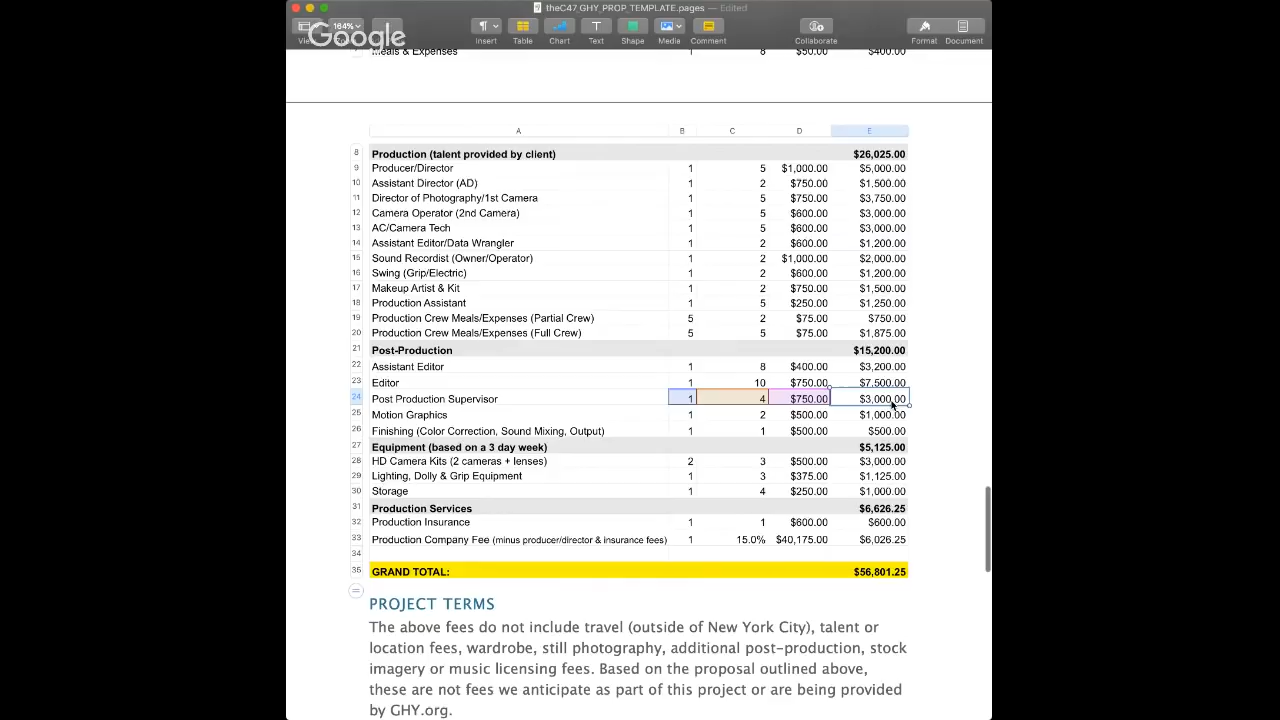 theC47_GHY_PROP_TEMPLATE.pages — Edited
164%
Google
Insert Table Chart Text Shape Media Comment Collaborate Format Document
Meals & Expenses 1 8 $50.00 $400.00
A B C D E
8 Production (talent provided by client) $26,025.00
9 Producer/Director 1 5 $1,000.00 $5,000.00
10 Assistant Director (AD) 1 2 $750.00 $1,500.00
11 Director of Photography/1st Camera 1 5 $750.00 $3,750.00
12 Camera Operator (2nd Camera) 1 5 $600.00 $3,000.00
13 AC/Camera Tech 1 5 $600.00 $3,000.00
14 Assistant Editor/Data Wrangler 1 2 $600.00 $1,200.00
15 Sound Recordist (Owner/Operator) 1 2 $1,000.00 $2,000.00
16 Swing (Grip/Electric) 1 2 $600.00 $1,200.00
17 Makeup Artist & Kit 1 2 $750.00 $1,500.00
18 Production Assistant 1 5 $250.00 $1,250.00
19 Production Crew Meals/Expenses (Partial Crew) 5 2 $75.00 $750.00
20 Production Crew Meals/Expenses (Full Crew) 5 5 $75.00 $1,875.00
21 Post-Production $15,200.00
22 Assistant Editor 1 8 $400.00 $3,200.00
23 Editor 1 10 $750.00 $7,500.00
24 Post Production Supervisor 1 4 $750.00 $3,000.00
25 Motion Graphics 1 2 $500.00 $1,000.00
26 Finishing (Color Correction, Sound Mixing, Output) 1 1 $500.00 $500.00
27 Equipment (based on a 3 day week) $5,125.00
28 HD Camera Kits (2 cameras + lenses) 2 3 $500.00 $3,000.00
29 Lighting, Dolly & Grip Equipment 1 3 $375.00 $1,125.00
30 Storage 1 4 $250.00 $1,000.00
31 Production Services $6,626.25
32 Production Insurance 1 1 $600.00 $600.00
33 Production Company Fee (minus producer/director & insurance fees) 1 15.0% $40,175.00 $6,026.25
34
35 GRAND TOTAL: $56,801.25
PROJECT TERMS
The above fees do not include travel (outside of New York City), talent or
location fees, wardrobe, still photography, additional post-production, stock
imagery or music licensing fees. Based on the proposal outlined above,
these are not fees we anticipate as part of this project or are being provided
by GHY.org.